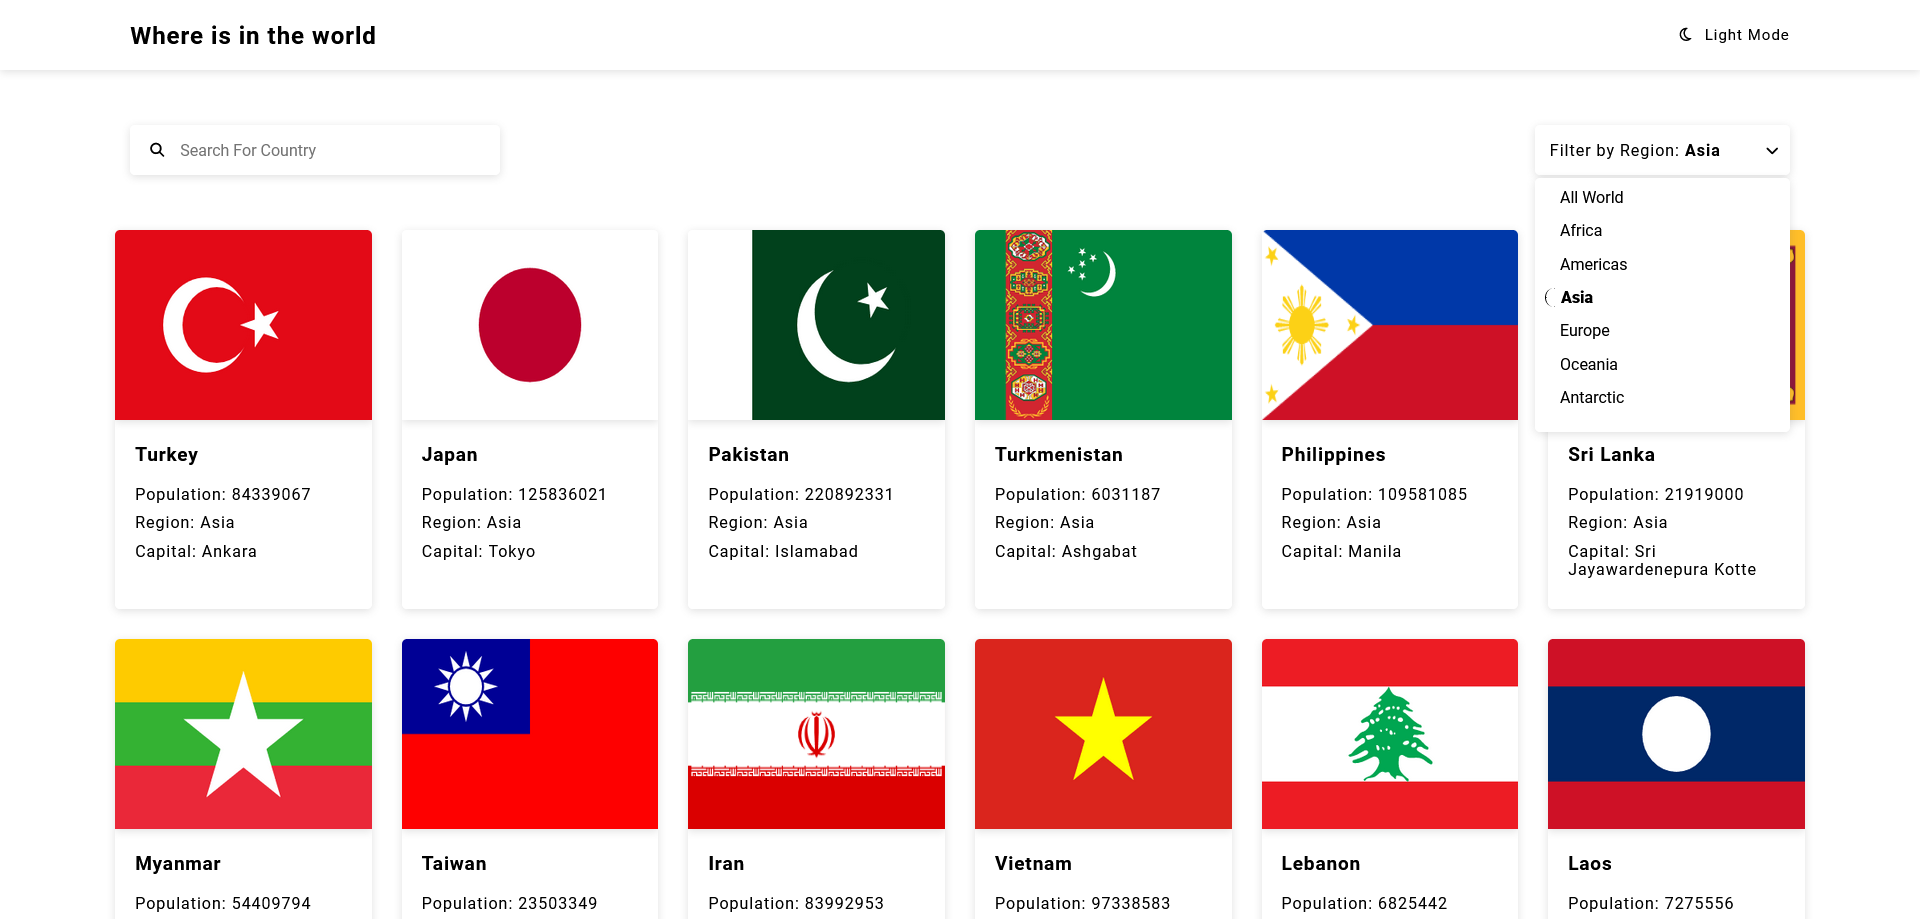 Where is in the world
Light Mode
Search For Country
Filter by Region: Asia
All World
Africa
Americas
Asia
Europe
Oceania
Antarctic
Turkey
Population: 84339067
Region: Asia
Capital: Ankara
Japan
Population: 125836021
Region: Asia
Capital: Tokyo
Pakistan
Population: 220892331
Region: Asia
Capital: Islamabad
Turkmenistan
Population: 6031187
Region: Asia
Capital: Ashgabat
Philippines
Population: 109581085
Region: Asia
Capital: Manila
Sri Lanka
Population: 21919000
Region: Asia
Capital: Sri
Jayawardenepura Kotte
Myanmar
Population: 54409794
Taiwan
Population: 23503349
Iran
Population: 83992953
Vietnam
Population: 97338583
Lebanon
Population: 6825442
Laos
Population: 7275556